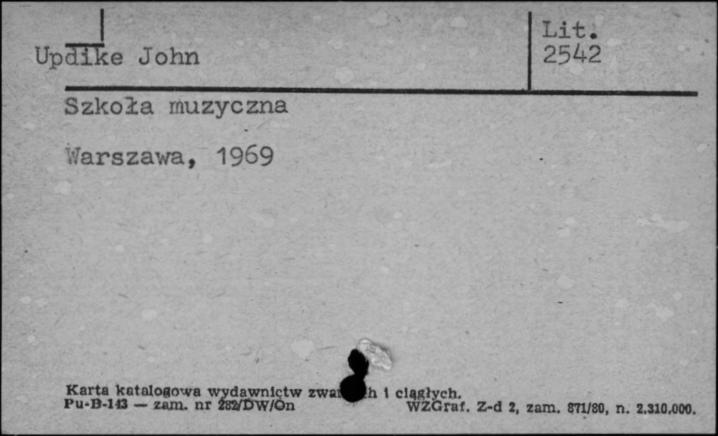 Lit.
Updike John 2542
Szkoła muzyczna
Warszawa, 1969
Karta katalogowa wydawnictw i ciągłych.
Pu-B-143 — zam. nr 282/DW/On WZGraf. Z-d 2, zam. 871/80, n. 2.310.000.